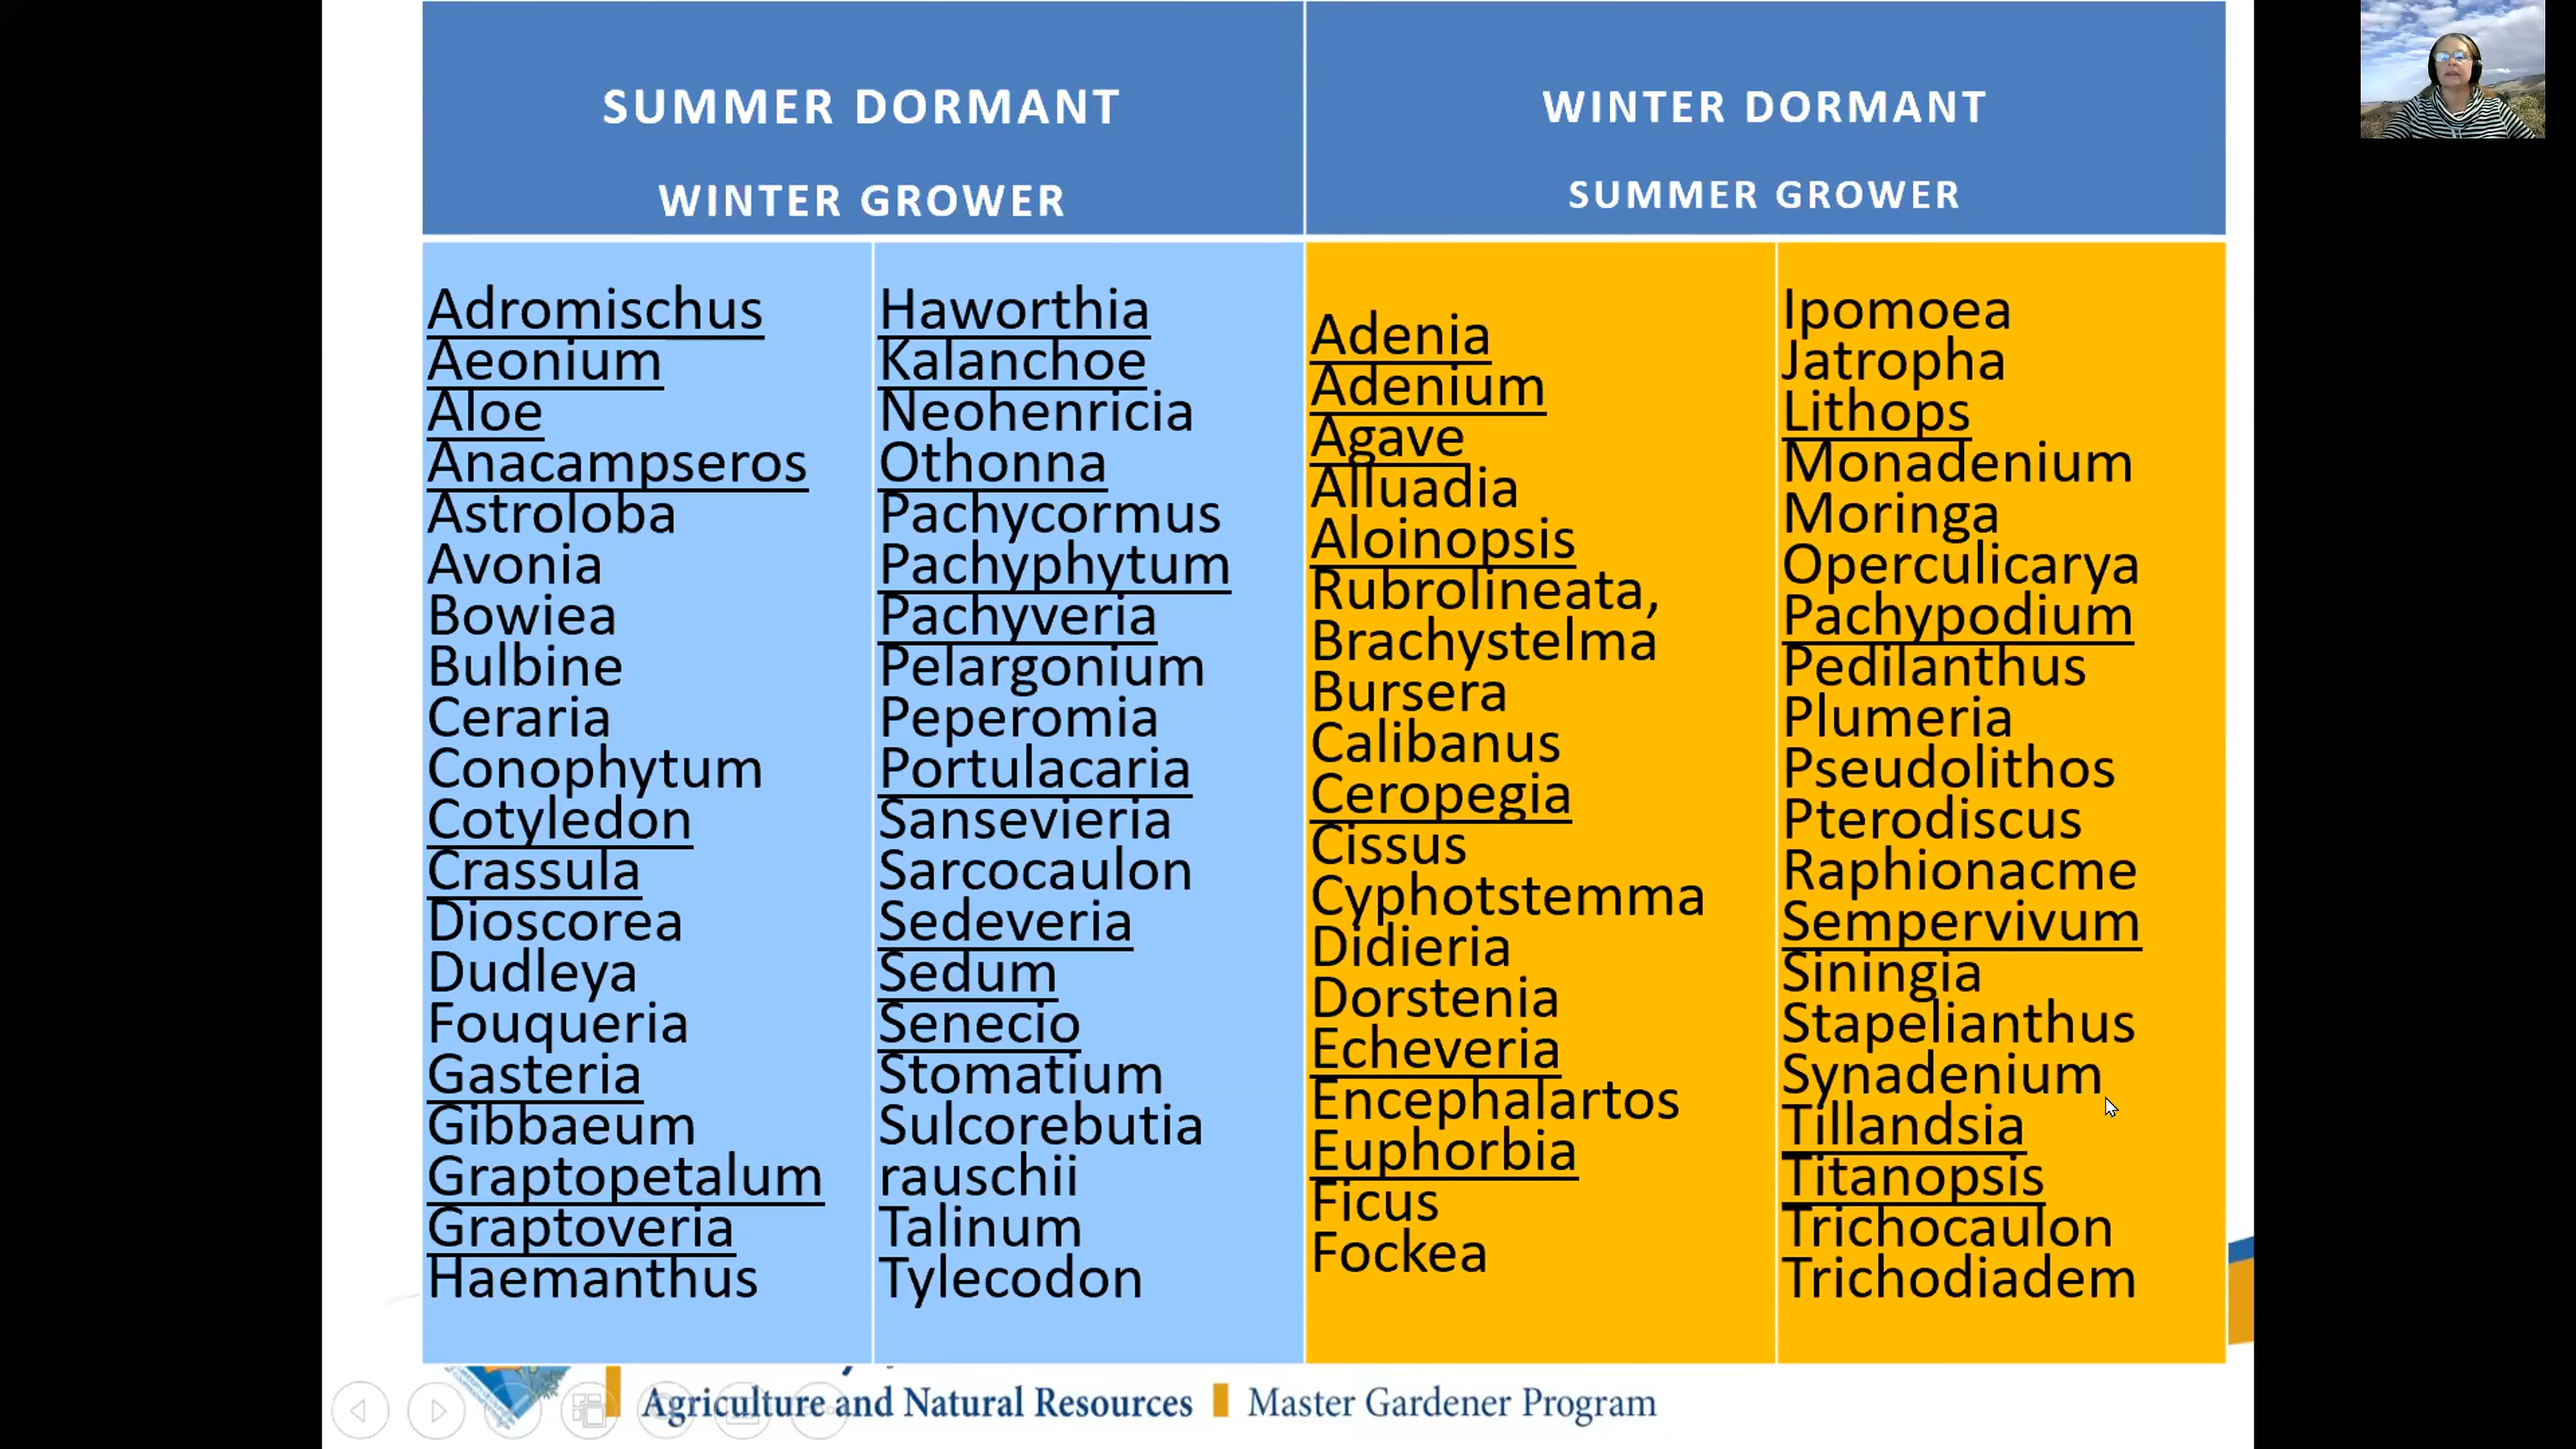 SUMMER DORMANT
WINTER GROWER
WINTER DORMANT
SUMMER GROWER
Adromischus
Aeonium
Aloe
Anacampseros
Astroloba
Avonia
Bowiea
Bulbine
Ceraria
Conophytum
Cotyledon
Crassula
Dioscorea
Dudleya
Fouqueria
Gasteria
Gibbaeum
Graptopetalum
Graptoveria
Haemanthus
Haworthia
Kalanchoe
Neohenricia
Othonna
Pachycormus
Pachyphytum
Pachyveria
Pelargonium
Peperomia
Portulacaria
Sansevieria
Sarcocaulon
Sedeveria
Sedum
Senecio
Stomatium
Sulcorebutia
rauschii
Talinum
Tylecodon
Adenia
Adenium
Agave
Alluadia
Aloinopsis
Rubrolineata,
Brachystelma
Bursera
Calibanus
Ceropegia
Cissus
Cyphotstemma
Didieria
Dorstenia
Echeveria
Encephalartos
Euphorbia
Ficus
Fockea
Ipomoea
Jatropha
Lithops
Monadenium
Moringa
Operculicarya
Pachypodium
Pedilanthus
Plumeria
Pseudolithos
Pterodiscus
Raphionacme
Sempervivum
Siningia
Stapelianthus
Synadenium
Tillandsia
Titanopsis
Trichocaulon
Trichodiadem
Agriculture and Natural Resources Master Gardener Program